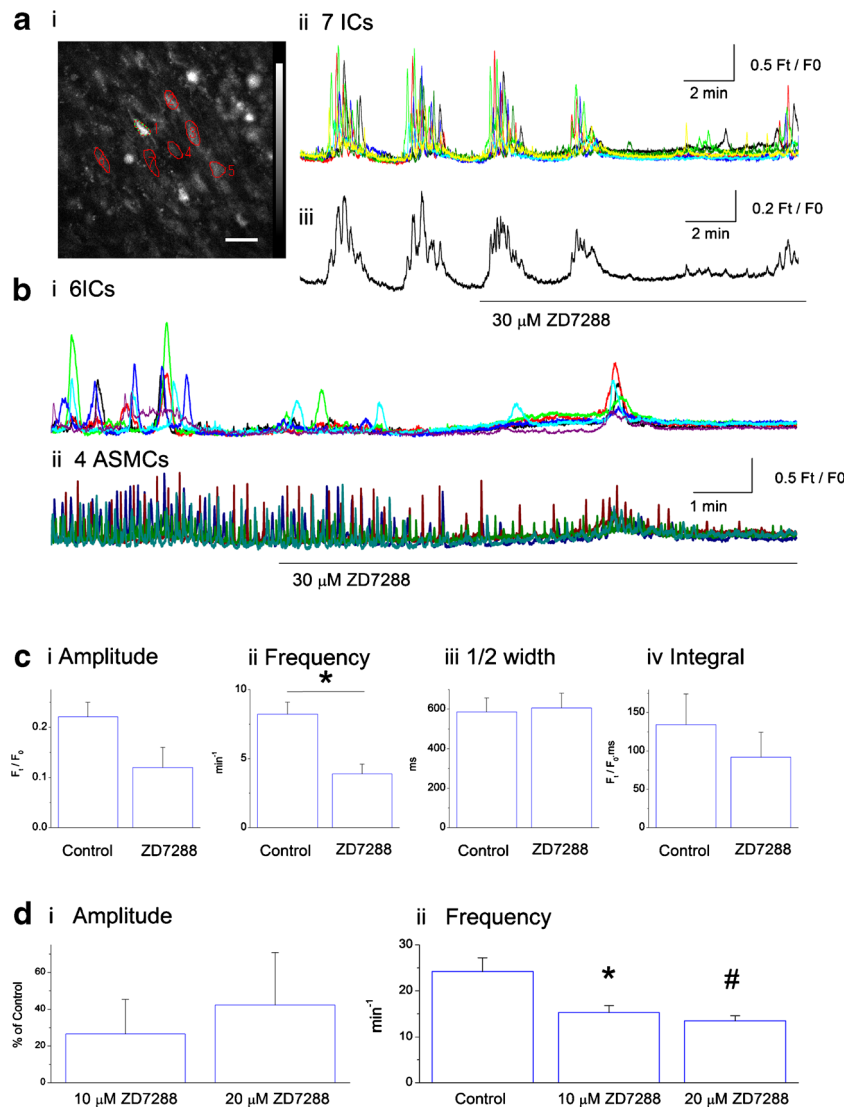 a i
ii 7 ICs
0.5 Ft / F0
2 min
1
4
5
iii
0.2 Ft / F0
2 min
30 μM ZD7288
b i 6ICs
ii 4 ASMCs
0.5 Ft / F0
1 min
30 μM ZD7288
c i Amplitude
ii Frequency
iii 1/2 width
iv Integral
*
0.2
0.1
0.0
Ft / F0
Control
ZD7288
10
5
0
min-1
Control
ZD7288
600
400
200
0
ms
Control
ZD7288
150
100
50
0
Ft / F0.ms
Control
ZD7288
d i Amplitude
ii Frequency
60
40
20
0
% of Control
10 μM ZD7288
20 μM ZD7288
30
20
10
0
min-1
*
#
Control
10 μM ZD7288
20 μM ZD7288